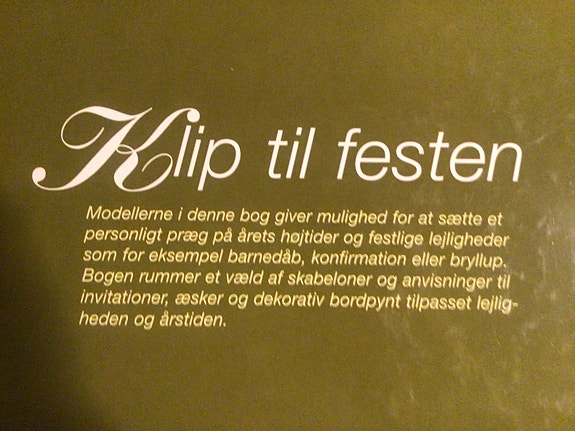 Klip til festen
Modellerne i denne bog giver mulighed for at sætte et
personligt præg på årets højtider og festlige lejligheder
som for eksempel barnedåb, konfirmation eller bryllup.
Bogen rummer et væld af skabeloner og anvisninger til
invitationer, æsker og dekorativ bordpynt tilpasset lejlig-
heden og årstiden.